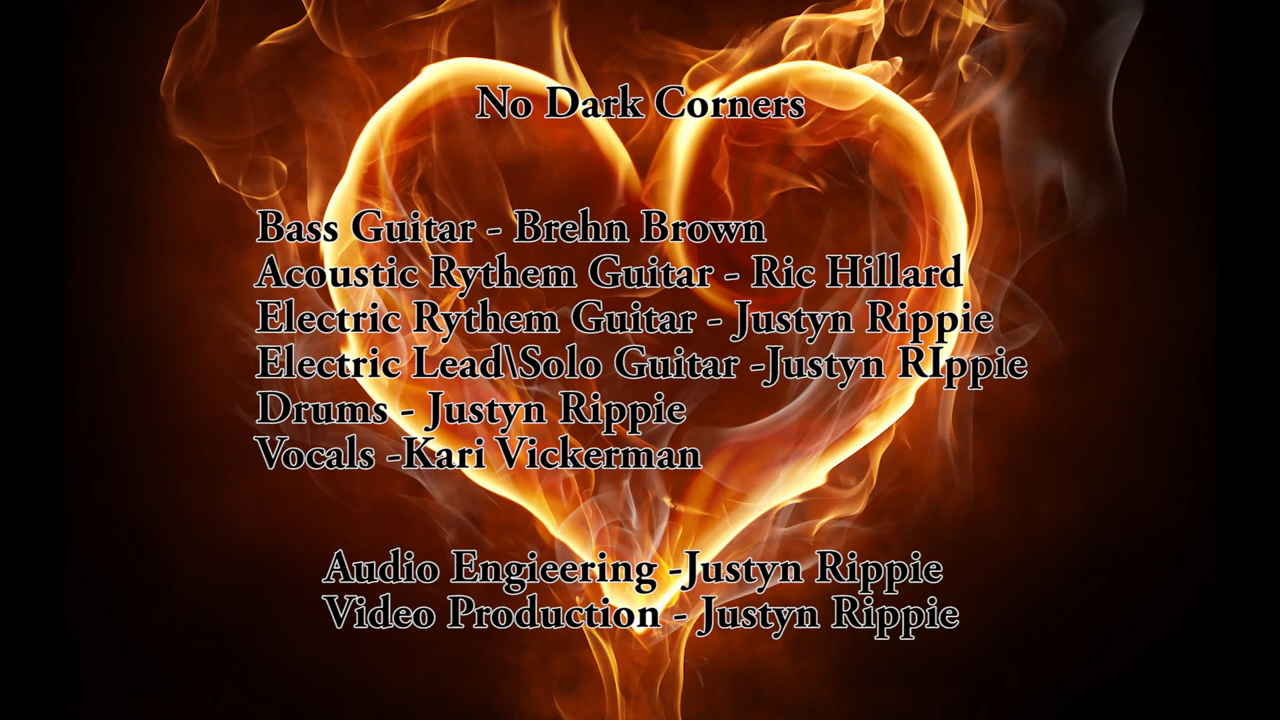 No Dark Corners
Bass Guitar - Brehn Brown
Acoustic Rythem Guitar - Ric Hillard
Electric Rythem Guitar - Justyn Rippie
Electric Lead\Solo Guitar -Justyn RIppie
Drums - Justyn Rippie
Vocals -Kari Vickerman
Audio Engieering -Justyn Rippie
Video Production - Justyn Rippie